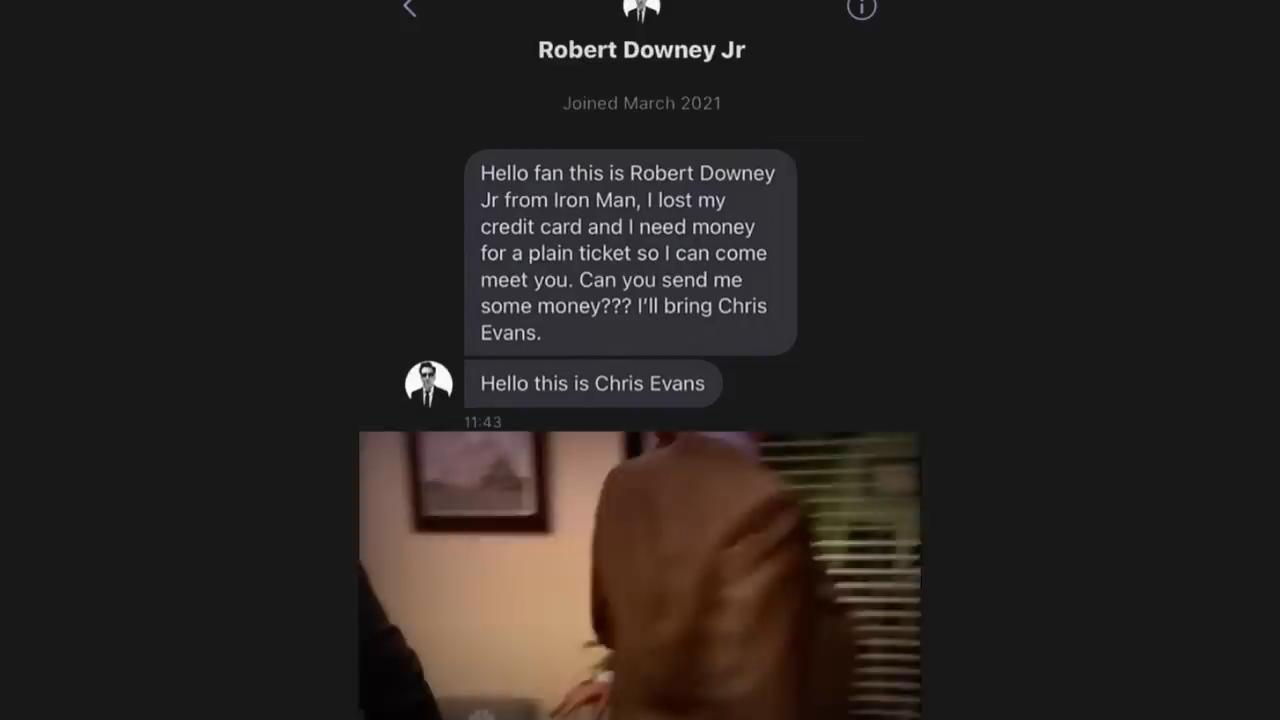 Robert Downey Jr
Joined March 2021
Hello fan this is Robert Downey
Jr from Iron Man, I lost my
credit card and I need money
for a plain ticket so I can come
meet you. Can you send me
some money??? I'll bring Chris
Evans.
Hello this is Chris Evans
11:43